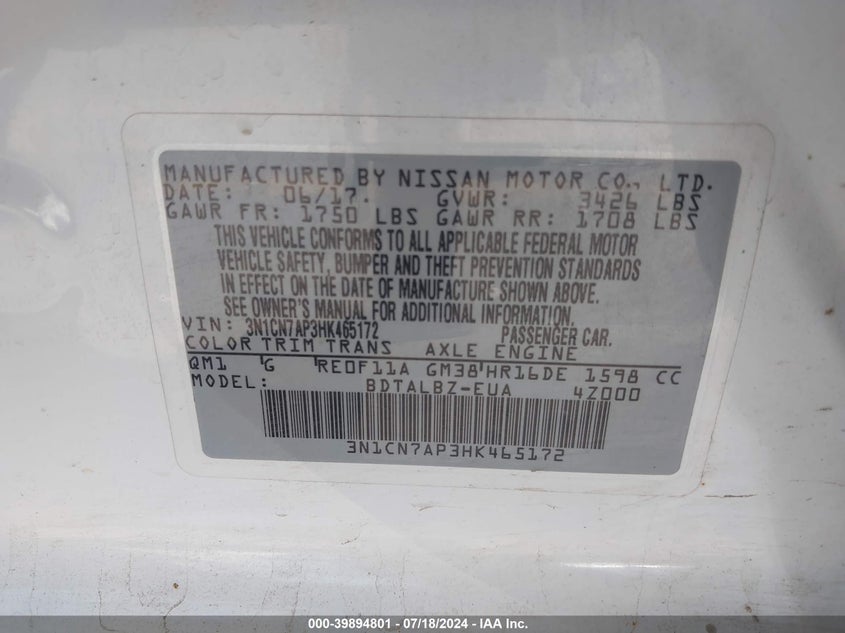 MANUFACTURED BY NISSAN MOTOR CO., LTD.
DATE: 06/17. GVWR: 3426 LBS
GAWR FR: 1750 LBS GAWR RR: 1708 LBS
THIS VEHICLE CONFORMS TO ALL APPLICABLE FEDERAL MOTOR
VEHICLE SAFETY, BUMPER AND THEFT PREVENTION STANDARDS
IN EFFECT ON THE DATE OF MANUFACTURE SHOWN ABOVE.
SEE OWNER'S MANUAL FOR ADDITIONAL INFORMATION.
VIN: 3N1CN7AP3HK465172 PASSENGER CAR.
COLOR TRIM TRANS AXLE ENGINE
QM1 G RE0F11A GM38 HR16DE 1598 CC
MODEL: BDTALBZ-EUA 4Z000
3N1CN7AP3HK465172
000-39894801 - 07/18/2024 - IAA Inc.